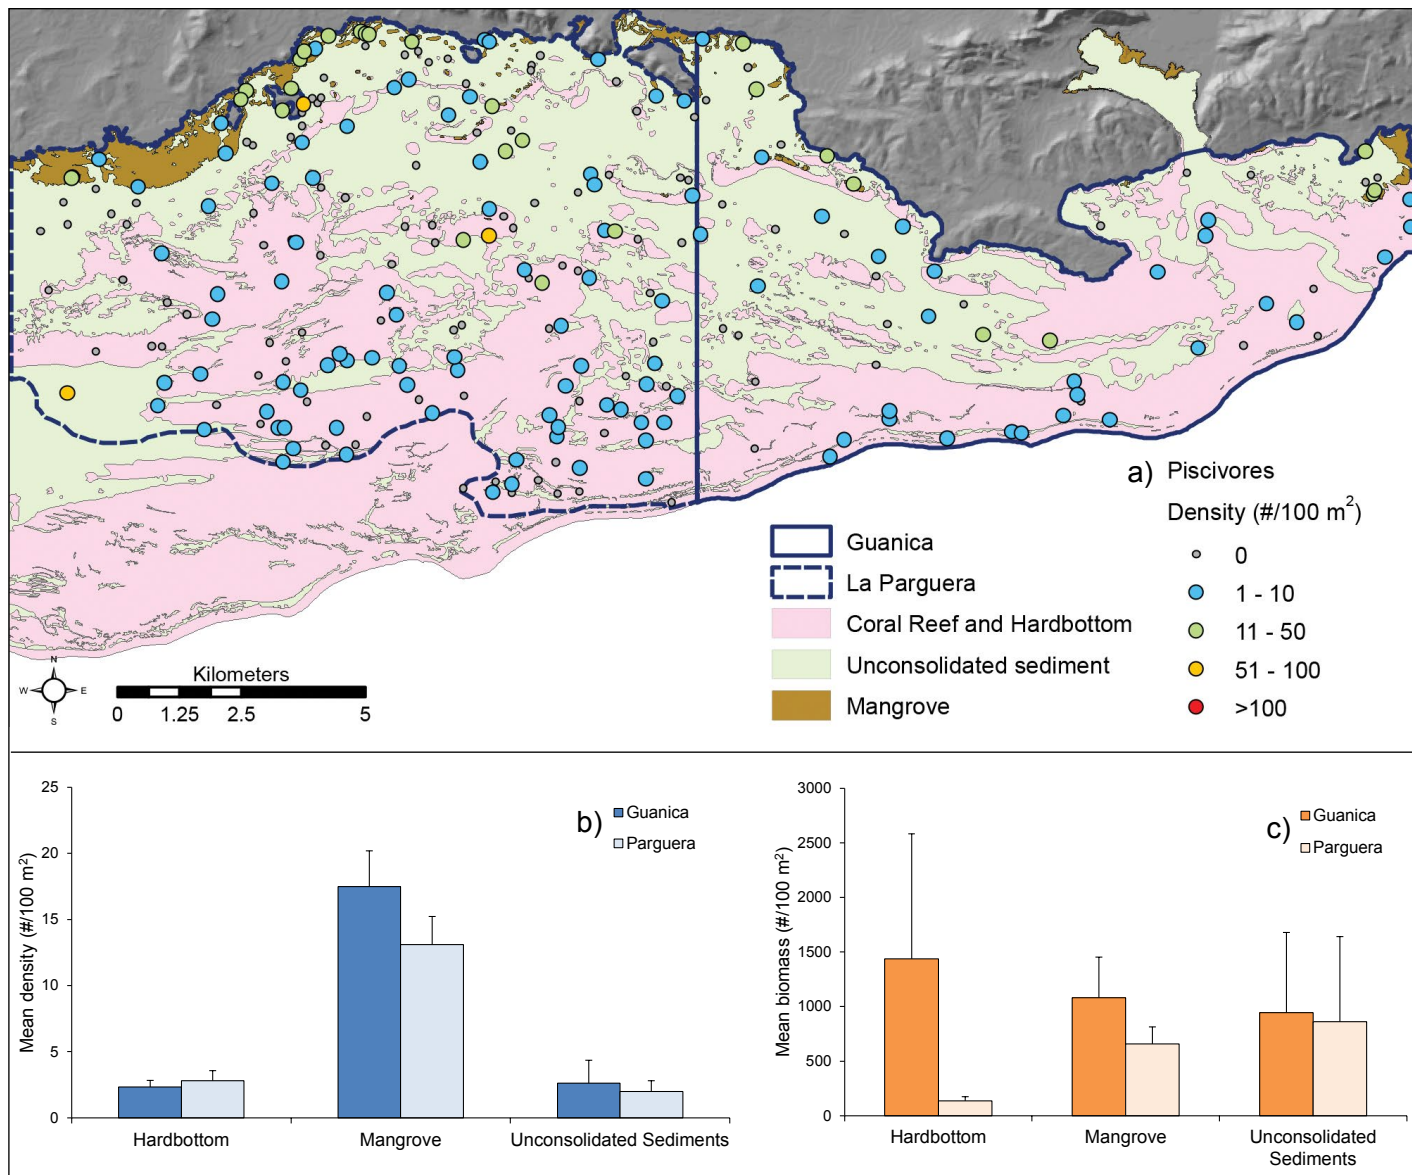 a) Piscivores
Density (#/100 m²)
0
1 - 10
11 - 50
51 - 100
>100
Guanica
La Parguera
Coral Reef and Hardbottom
Unconsolidated sediment
Mangrove
N
W E
S
Kilometers
0 1.25 2.5 5
b)
Guanica
Parguera
Mean density (#/100 m²)
25
20
15
10
5
0
Hardbottom Mangrove Unconsolidated Sediments
c)
Guanica
Parguera
Mean biomass (#/100 m²)
3000
2500
2000
1500
1000
500
0
Hardbottom Mangrove Unconsolidated
Sediments